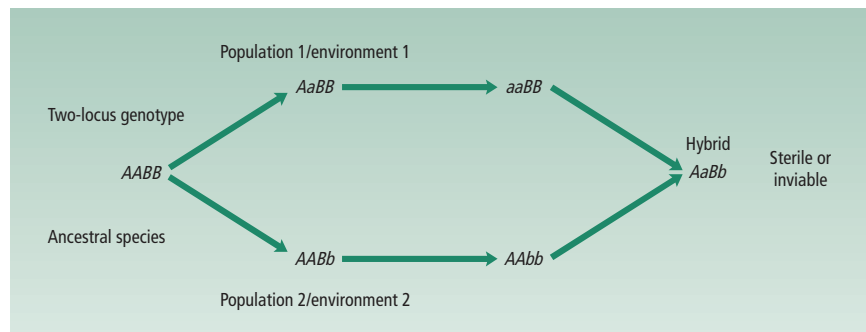 Population 1/environment 1
AaBB
aaBB
Two-locus genotype
AABB
Hybrid
AaBb
Sterile or
inviable
Ancestral species
AABb
AAbb
Population 2/environment 2